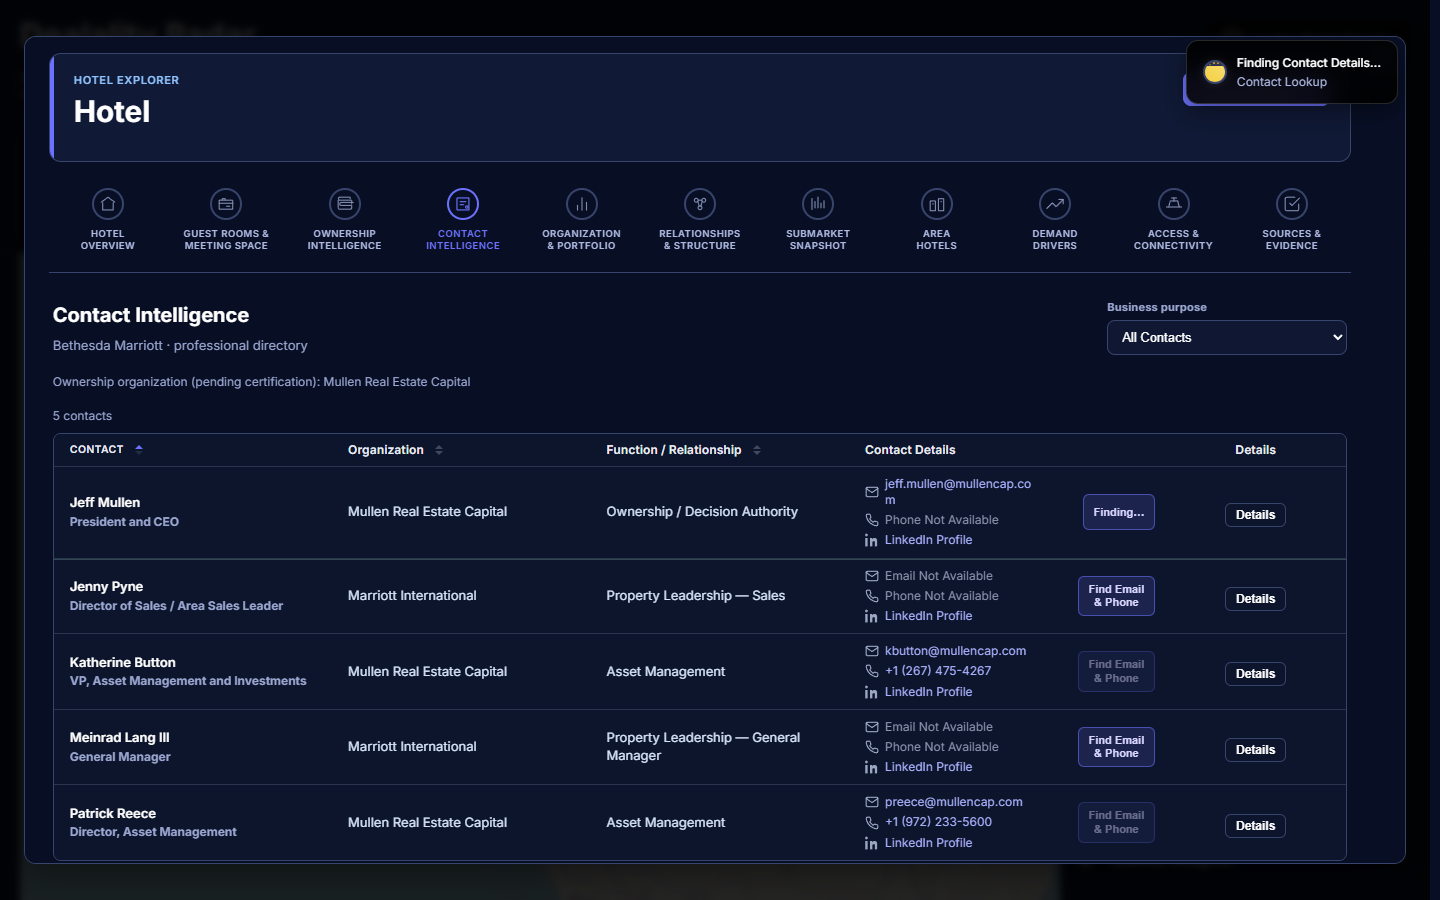 HOTEL EXPLORER
Hotel
Finding Contact Details...
Contact Lookup
HOTEL
OVERVIEW
GUEST ROOMS &
MEETING SPACE
OWNERSHIP
INTELLIGENCE
CONTACT
INTELLIGENCE
ORGANIZATION
& PORTFOLIO
RELATIONSHIPS
& STRUCTURE
SUBMARKET
SNAPSHOT
AREA
HOTELS
DEMAND
DRIVERS
ACCESS &
CONNECTIVITY
SOURCES &
EVIDENCE
Contact Intelligence
Bethesda Marriott · professional directory
Business purpose
All Contacts
Ownership organization (pending certification): Mullen Real Estate Capital
5 contacts
CONTACT Organization Function / Relationship Contact Details Details
Jeff Mullen
President and CEO
Mullen Real Estate Capital
Ownership / Decision Authority
jeff.mullen@mullencap.co
m
Phone Not Available
LinkedIn Profile
Finding...
Details
Jenny Pyne
Director of Sales / Area Sales Leader
Marriott International
Property Leadership — Sales
Email Not Available
Phone Not Available
LinkedIn Profile
Find Email
& Phone
Details
Katherine Button
VP, Asset Management and Investments
Mullen Real Estate Capital
Asset Management
kbutton@mullencap.com
+1 (267) 475-4267
LinkedIn Profile
Find Email
& Phone
Details
Meinrad Lang III
General Manager
Marriott International
Property Leadership — General
Manager
Email Not Available
Phone Not Available
LinkedIn Profile
Find Email
& Phone
Details
Patrick Reece
Director, Asset Management
Mullen Real Estate Capital
Asset Management
preece@mullencap.com
+1 (972) 233-5600
LinkedIn Profile
Find Email
& Phone
Details